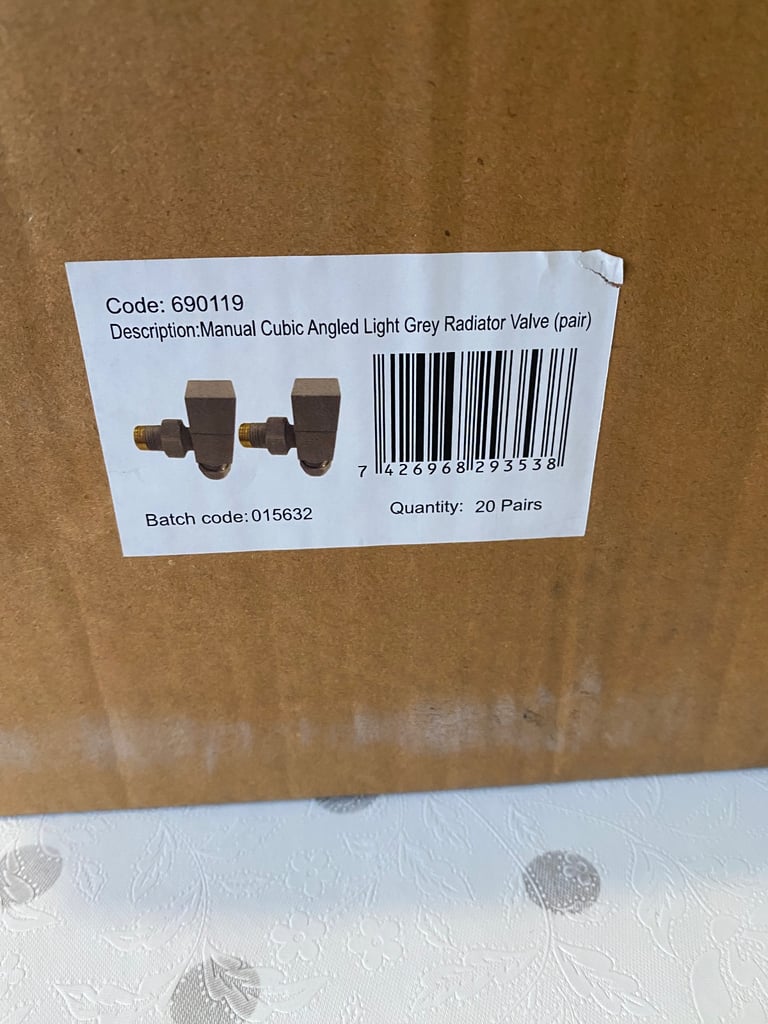 Code: 690119
Description:Manual Cubic Angled Light Grey Radiator Valve (pair)
7 426968 293538
Batch code:015632
Quantity: 20 Pairs